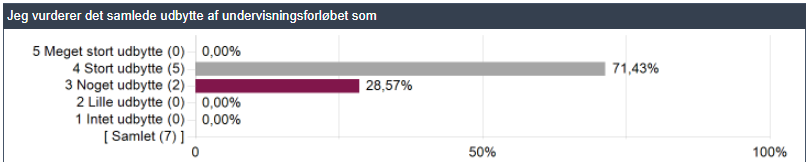 Jeg vurderer det samlede udbytte af undervisningsforløbet som
5 Meget stort udbytte (0) 0,00%
4 Stort udbytte (5) 71,43%
3 Noget udbytte (2) 28,57%
2 Lille udbytte (0) 0,00%
1 Intet udbytte (0) 0,00%
[ Samlet (7) ]
0 50% 100%